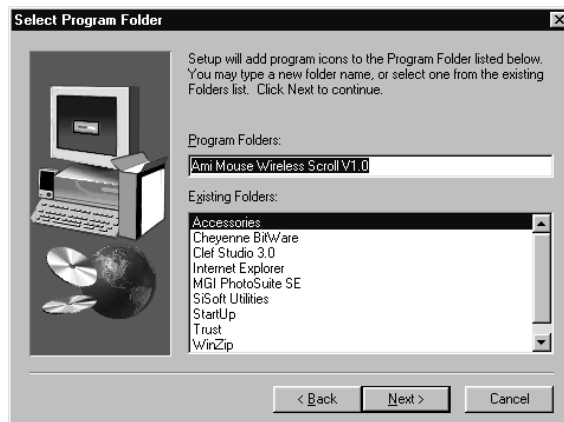 Select Program Folder
Setup will add program icons to the Program Folder listed below.
You may type a new folder name, or select one from the existing
Folders list. Click Next to continue.
Program Folders:
Ami Mouse Wireless Scroll V1.0
Existing Folders:
Accessories
Cheyenne BitWare
Clef Studio 3.0
Internet Explorer
MGI PhotoSuite SE
SiSoft Utilities
StartUp
Trust
WinZip
< Back
Next >
Cancel